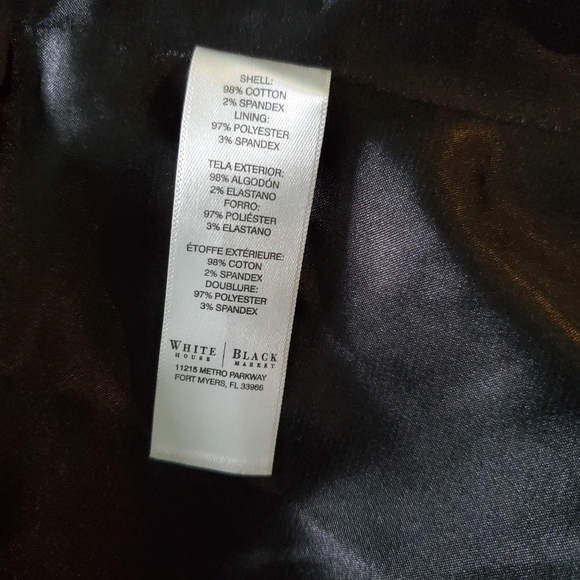 SHELL:
98% COTTON
2% SPANDEX
LINING:
97% POLYESTER
3% SPANDEX
TELA EXTERIOR:
98% ALGODÓN
2% ELASTANO
FORRO:
97% POLIÉSTER
3% ELASTANO
ÉTOFFE EXTÉRIEURE:
98% COTON
2% SPANDEX
DOUBLURE:
97% POLYESTER
3% SPANDEX
WHITE HOUSE | BLACK MARKET
11215 METRO PARKWAY
FORT MYERS, FL 33966